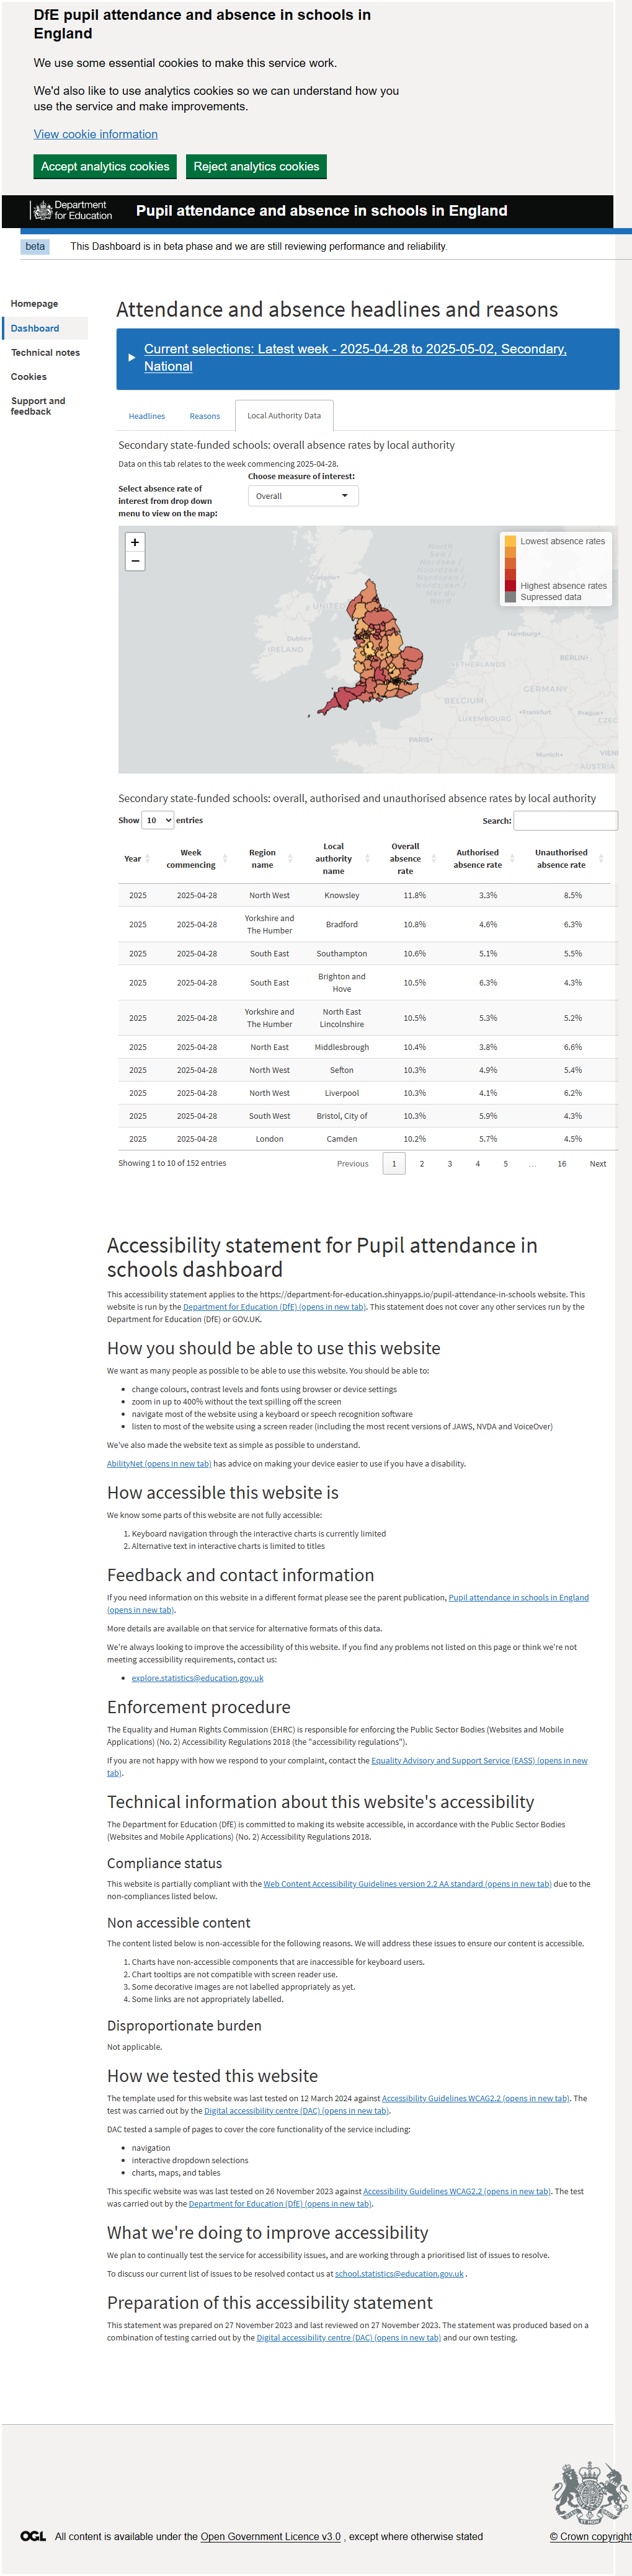 DfE pupil attendance and absence in schools in
England
We use some essential cookies to make this service work.
We'd also like to use analytics cookies so we can understand how you
use the service and make improvements.
View cookie information
Accept analytics cookies Reject analytics cookies
Department
for Education
Pupil attendance and absence in schools in England
beta This Dashboard is in beta phase and we are still reviewing performance and reliability.
Homepage
Dashboard
Technical notes
Cookies
Support and
feedback
Attendance and absence headlines and reasons
Current selections: Latest week - 2025-04-28 to 2025-05-02, Secondary,
National
Headlines Reasons Local Authority Data
Secondary state-funded schools: overall absence rates by local authority
Data on this tab relates to the week commencing 2025-04-28.
Choose measure of interest:
Select absence rate of
interest from drop down
menu to view on the map:
Overall
+
−
Lowest absence rates
Highest absence rates
Supressed data
North
Sea /
Noordzee /
Nordsee /
Nordsjøen /
Mer du
Nord
UNITED
Dublin
IRELAND
Hamburg
NETHERLANDS
BERLIN
BELGIUM
GERMANY
LUXEMBOURG
Frankfurt
Prague
CZEC
PARIS
Munich
VIEN
AUSTRIA
Secondary state-funded schools: overall, authorised and unauthorised absence rates by local authority
Show 10 entries Search:
Year Week commencing Region name Local authority name Overall absence rate Authorised absence rate Unauthorised absence rate
2025 2025-04-28 North West Knowsley 11.8% 3.3% 8.5%
2025 2025-04-28 Yorkshire and The Humber Bradford 10.8% 4.6% 6.3%
2025 2025-04-28 South East Southampton 10.6% 5.1% 5.5%
2025 2025-04-28 South East Brighton and Hove 10.5% 6.3% 4.3%
2025 2025-04-28 Yorkshire and The Humber North East Lincolnshire 10.5% 5.3% 5.2%
2025 2025-04-28 North East Middlesbrough 10.4% 3.8% 6.6%
2025 2025-04-28 North West Sefton 10.3% 4.9% 5.4%
2025 2025-04-28 North West Liverpool 10.3% 4.1% 6.2%
2025 2025-04-28 South West Bristol, City of 10.3% 5.9% 4.3%
2025 2025-04-28 London Camden 10.2% 5.7% 4.5%
Showing 1 to 10 of 152 entries Previous 1 2 3 4 5 … 16 Next
Accessibility statement for Pupil attendance in
schools dashboard
This accessibility statement applies to the https://department-for-education.shinyapps.io/pupil-attendance-in-schools website. This
website is run by the Department for Education (DfE) (opens in new tab). This statement does not cover any other services run by the
Department for Education (DfE) or GOV.UK.
How you should be able to use this website
We want as many people as possible to be able to use this website. You should be able to:
• change colours, contrast levels and fonts using browser or device settings
• zoom in up to 400% without the text spilling off the screen
• navigate most of the website using a keyboard or speech recognition software
• listen to most of the website using a screen reader (including the most recent versions of JAWS, NVDA and VoiceOver)
We've also made the website text as simple as possible to understand.
AbilityNet (opens in new tab) has advice on making your device easier to use if you have a disability.
How accessible this website is
We know some parts of this website are not fully accessible:
1. Keyboard navigation through the interactive charts is currently limited
2. Alternative text in interactive charts is limited to titles
Feedback and contact information
If you need information on this website in a different format please see the parent publication, Pupil attendance in schools in England
(opens in new tab).
More details are available on that service for alternative formats of this data.
We're always looking to improve the accessibility of this website. If you find any problems not listed on this page or think we're not
meeting accessibility requirements, contact us:
• explore.statistics@education.gov.uk
Enforcement procedure
The Equality and Human Rights Commission (EHRC) is responsible for enforcing the Public Sector Bodies (Websites and Mobile
Applications) (No. 2) Accessibility Regulations 2018 (the "accessibility regulations").
If you are not happy with how we respond to your complaint, contact the Equality Advisory and Support Service (EASS) (opens in new
tab).
Technical information about this website's accessibility
The Department for Education (DfE) is committed to making its website accessible, in accordance with the Public Sector Bodies
(Websites and Mobile Applications) (No. 2) Accessibility Regulations 2018.
Compliance status
This website is partially compliant with the Web Content Accessibility Guidelines version 2.2 AA standard (opens in new tab) due to the
non-compliances listed below.
Non accessible content
The content listed below is non-accessible for the following reasons. We will address these issues to ensure our content is accessible.
1. Charts have non-accessible components that are inaccessible for keyboard users.
2. Chart tooltips are not compatible with screen reader use.
3. Some decorative images are not labelled appropriately as yet.
4. Some links are not appropriately labelled.
Disproportionate burden
Not applicable.
How we tested this website
The template used for this website was last tested on 12 March 2024 against Accessibility Guidelines WCAG2.2 (opens in new tab). The
test was carried out by the Digital accessibility centre (DAC) (opens in new tab).
DAC tested a sample of pages to cover the core functionality of the service including:
• navigation
• interactive dropdown selections
• charts, maps, and tables
This specific website was was last tested on 26 November 2023 against Accessibility Guidelines WCAG2.2 (opens in new tab). The test
was carried out by the Department for Education (DfE) (opens in new tab).
What we're doing to improve accessibility
We plan to continually test the service for accessibility issues, and are working through a prioritised list of issues to resolve.
To discuss our current list of issues to be resolved contact us at school.statistics@education.gov.uk .
Preparation of this accessibility statement
This statement was prepared on 27 November 2023 and last reviewed on 27 November 2023. The statement was produced based on a
combination of testing carried out by the Digital accessibility centre (DAC) (opens in new tab) and our own testing.
OGL All content is available under the Open Government Licence v3.0 , except where otherwise stated © Crown copyright